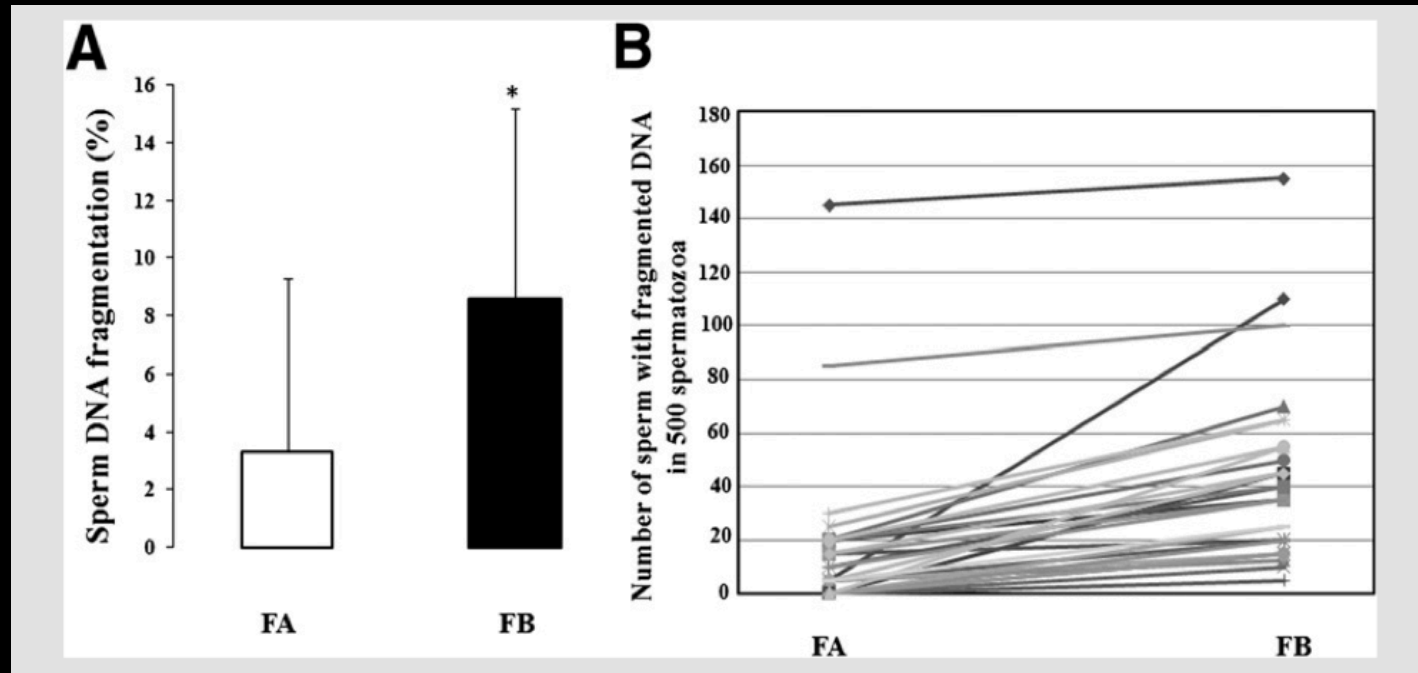 A
Sperm DNA fragmentation (%)
16
14
12
10
8
6
4
2
0
*
FA
FB
B
Number of sperm with fragmented DNA
in 500 spermatozoa
180
160
140
120
100
80
60
40
20
0
FA
FB